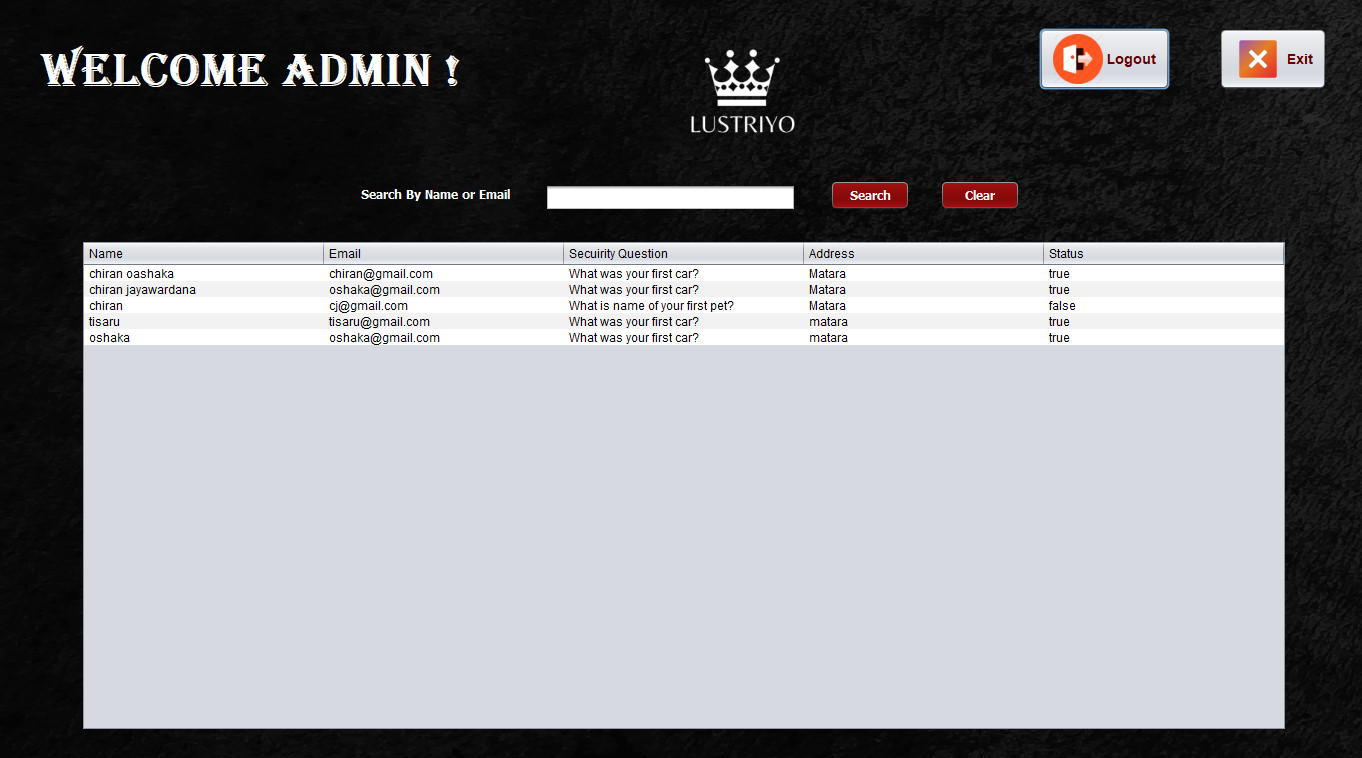 WELCOME ADMIN !
LUSTRIYO
Logout
Exit
Search By Name or Email
Search
Clear
Name Email Secuirity Question Address Status
chiran oashaka chiran@gmail.com What was your first car? Matara true
chiran jayawardana oshaka@gmail.com What was your first car? Matara true
chiran cj@gmail.com What is name of your first pet? Matara false
tisaru tisaru@gmail.com What was your first car? matara true
oshaka oshaka@gmail.com What was your first car? matara true